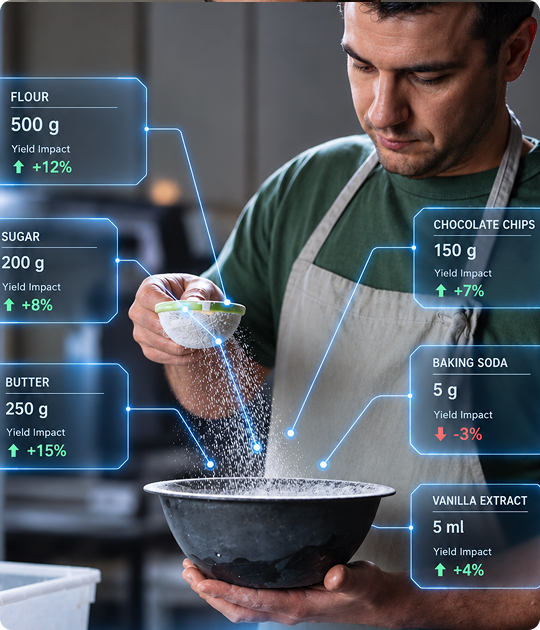 FLOUR
500 g
Yield Impact
+12%
SUGAR
200 g
Yield Impact
+8%
BUTTER
250 g
Yield Impact
+15%
CHOCOLATE CHIPS
150 g
Yield Impact
+7%
BAKING SODA
5 g
Yield Impact
-3%
VANILLA EXTRACT
5 ml
Yield Impact
+4%